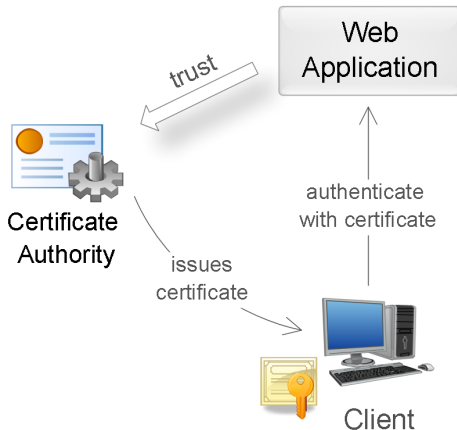 Web
Application
trust
Certificate
Authority
authenticate
with certificate
issues
certificate
Client